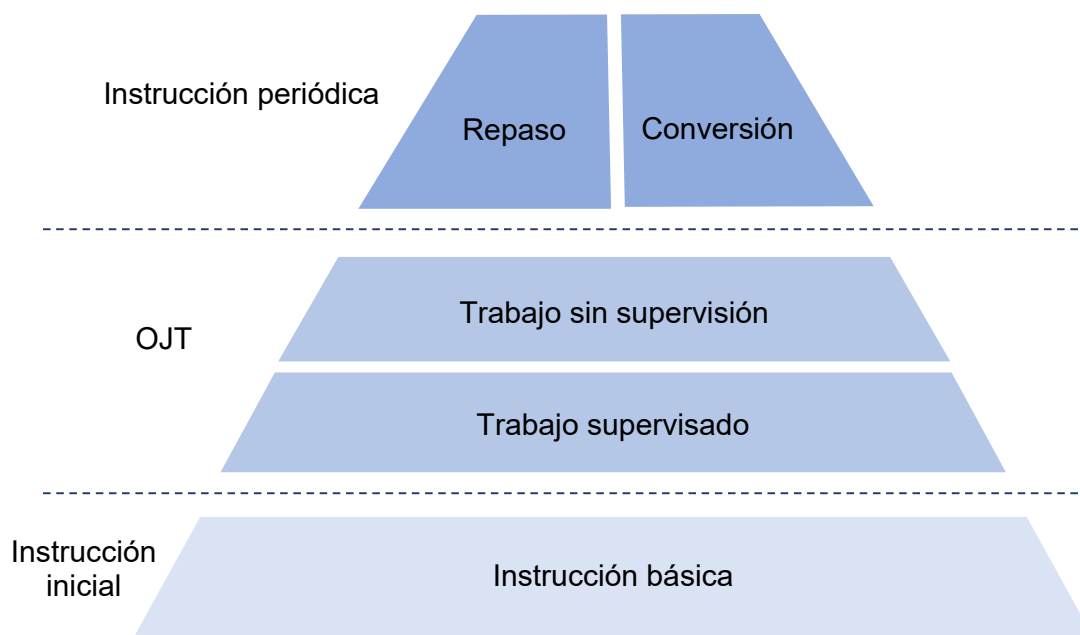 Instrucción periódica
Repaso
Conversión
OJT
Trabajo sin supervisión
Trabajo supervisado
Instrucción
inicial
Instrucción básica